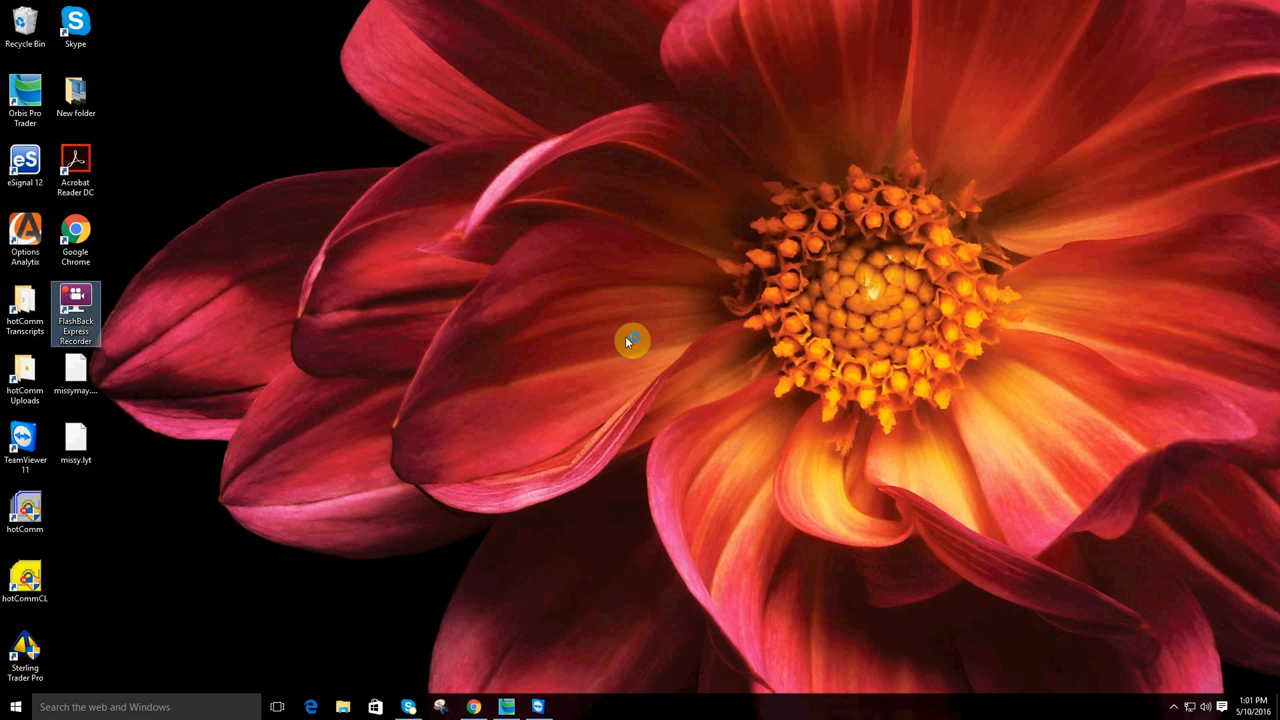 Recycle Bin
Skype
Orbis Pro
Trader
New folder
eS
eSignal 12
Acrobat
Reader DC
Options
Analytix
Google
Chrome
hotComm
Transcripts
FlashBack
Express
Recorder
hotComm
Uploads
missymay....
TeamViewer
11
missy.lyt
hotComm
hotCommCL
Sterling
Trader Pro
Search the web and Windows
1:01 PM
5/10/2016